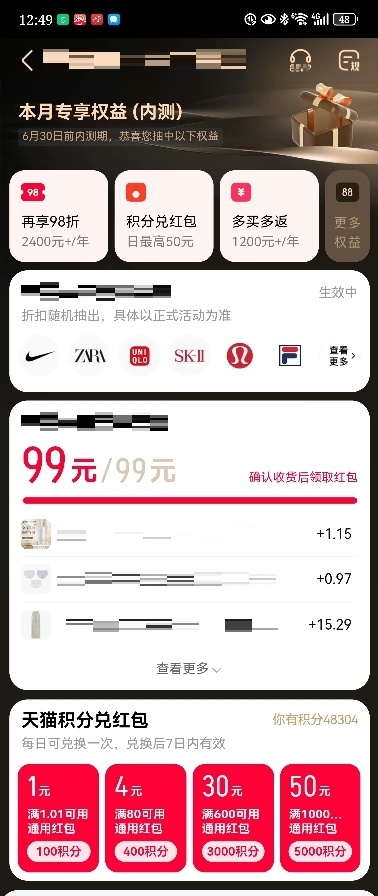 12:49
4G
48
规
本月专享权益（内测）
6月30日前内测期，恭喜您抽中以下权益
98
¥
88
再享98折
积分兑红包
多买多返
更多
权益
2400元+/年
日最高50元
1200元+/年
生效中
折扣随机抽出，具体以正式活动为准
ZARA
UNI
QLO
SK-II
F
查看
更多>
99元/99元
确认收货后领取红包
+1.15
+0.97
+15.29
查看更多
天猫积分兑红包
你有积分48304
每日可兑换一次，兑换后7日内有效
1元
4元
30元
50元
满1.01可用
通用红包
满80可用
通用红包
满600可用
通用红包
满1000...
通用红包
100积分
400积分
3000积分
5000积分